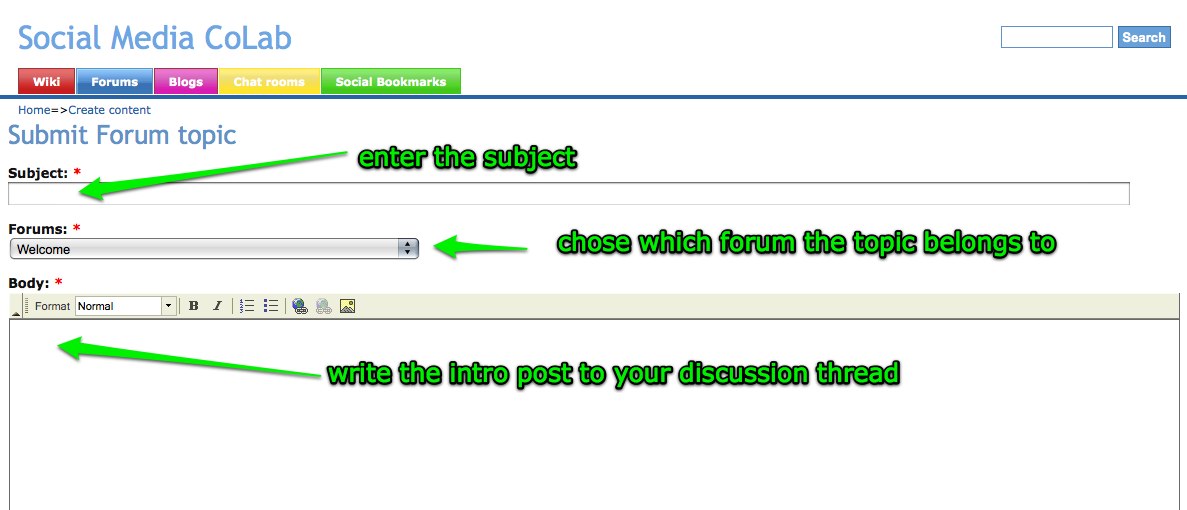 Social Media CoLab
Search
Wiki Forums Blogs Chat rooms Social Bookmarks
Home=>Create content
Submit Forum topic
enter the subject
Subject: *
Forums: *
Welcome
chose which forum the topic belongs to
Body: *
Format Normal B I
write the intro post to your discussion thread